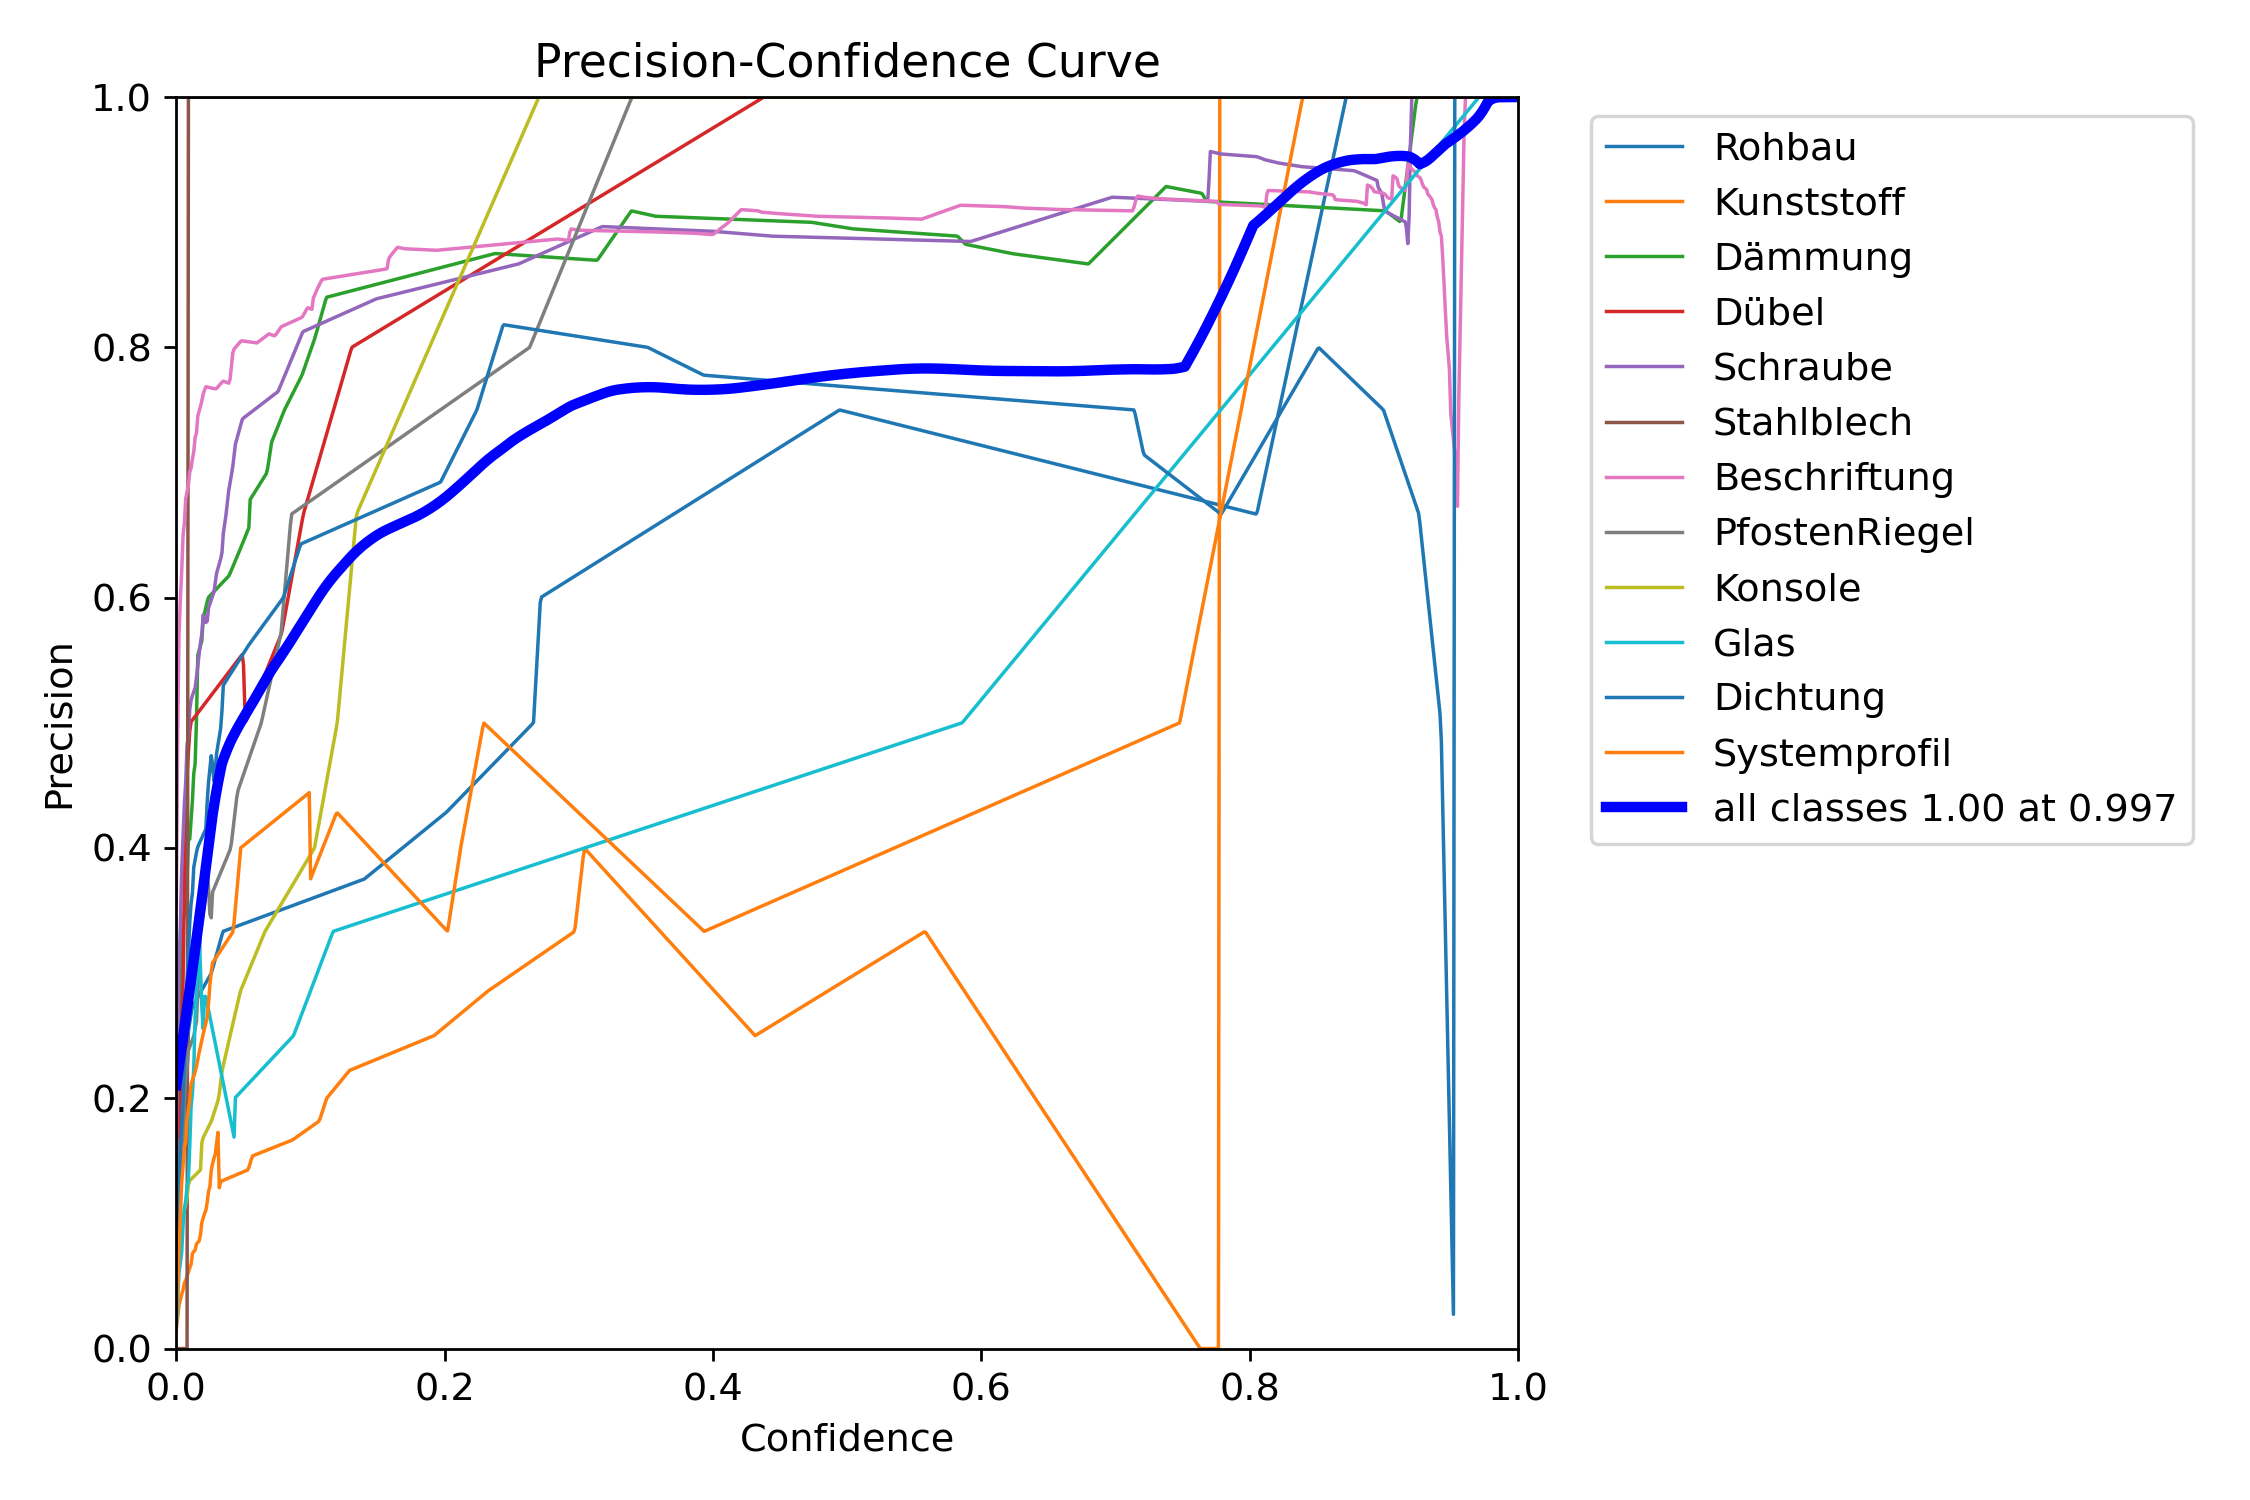 Precision-Confidence Curve
1.0
0.8
0.6
0.4
0.2
0.0
Precision
0.0 0.2 0.4 0.6 0.8 1.0
Confidence
Rohbau
Kunststoff
Dämmung
Dübel
Schraube
Stahlblech
Beschriftung
PfostenRiegel
Konsole
Glas
Dichtung
Systemprofil
all classes 1.00 at 0.997